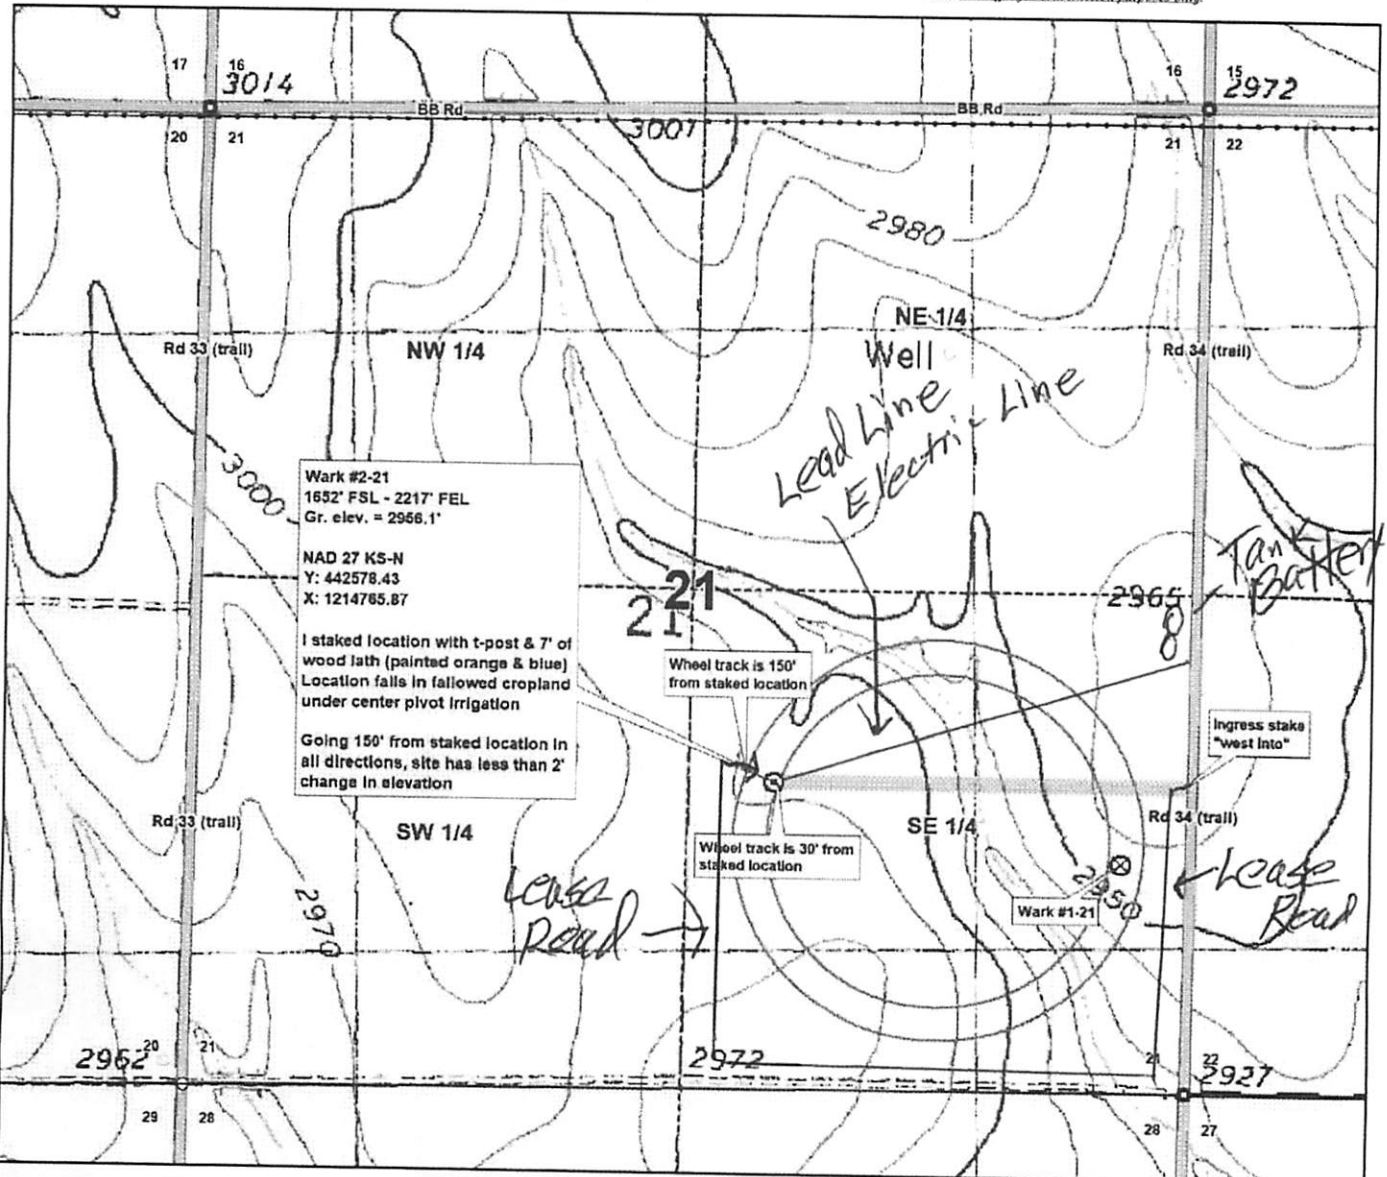 17 16
3014
16 15
2972
BB Rd
BB Rd
3007
20 21
21 22
2980
NE 1/4
Well
Rd 33 (trail)
NW 1/4
Rd 34 (trail)
Lead Line
Electric Line
3000
Wark #2-21
1652' FSL - 2217' FEL
Gr. elev. = 2956.1'
NAD 27 KS-N
Y: 442578.43
X: 1214765.87
I staked location with t-post & 7' of
wood lath (painted orange & blue)
Location falls in fallowed cropland
under center pivot irrigation
Going 150' from staked location in
all directions, site has less than 2'
change in elevation
21
21
Tan
Battery
2965
8
Wheel track is 150'
from staked location
Ingress stake
"west into"
Rd 33 (trail)
SW 1/4
SE 1/4
Rd 34 (trail)
Wheel track is 30' from
staked location
Lease
Road
2970
2950
Wark #1-21
Lease
Road
20 21
2962
2972
21 22
2927
29 28
28 27